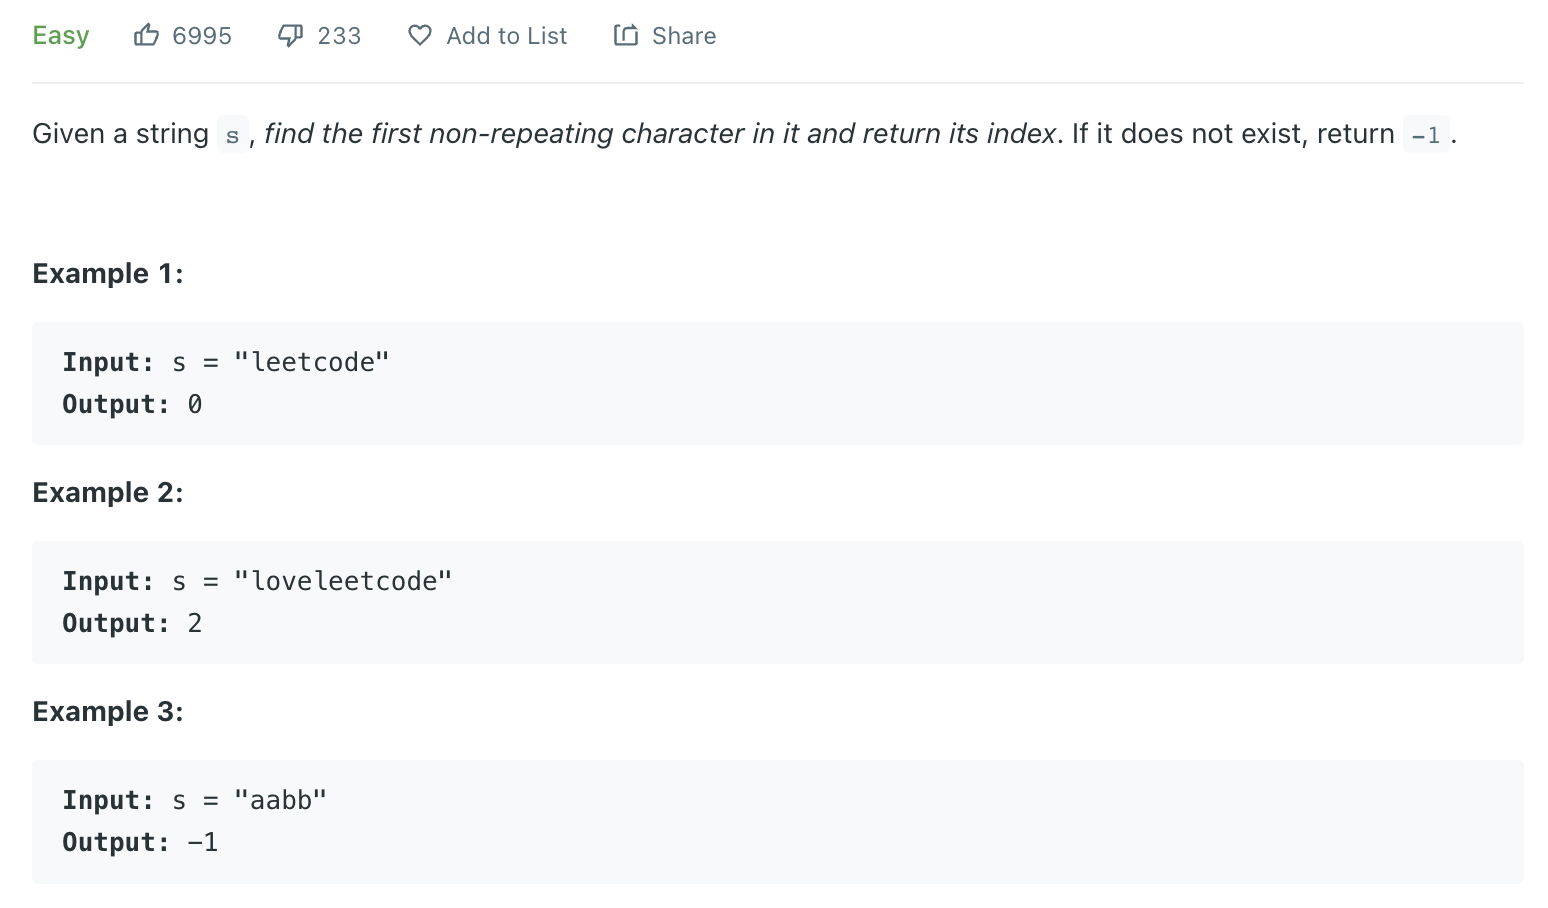 Easy 6995 233 Add to List Share
Given a string s, find the first non-repeating character in it and return its index. If it does not exist, return -1.
Example 1:
Input: s = "leetcode"
Output: 0
Example 2:
Input: s = "loveleetcode"
Output: 2
Example 3:
Input: s = "aabb"
Output: -1